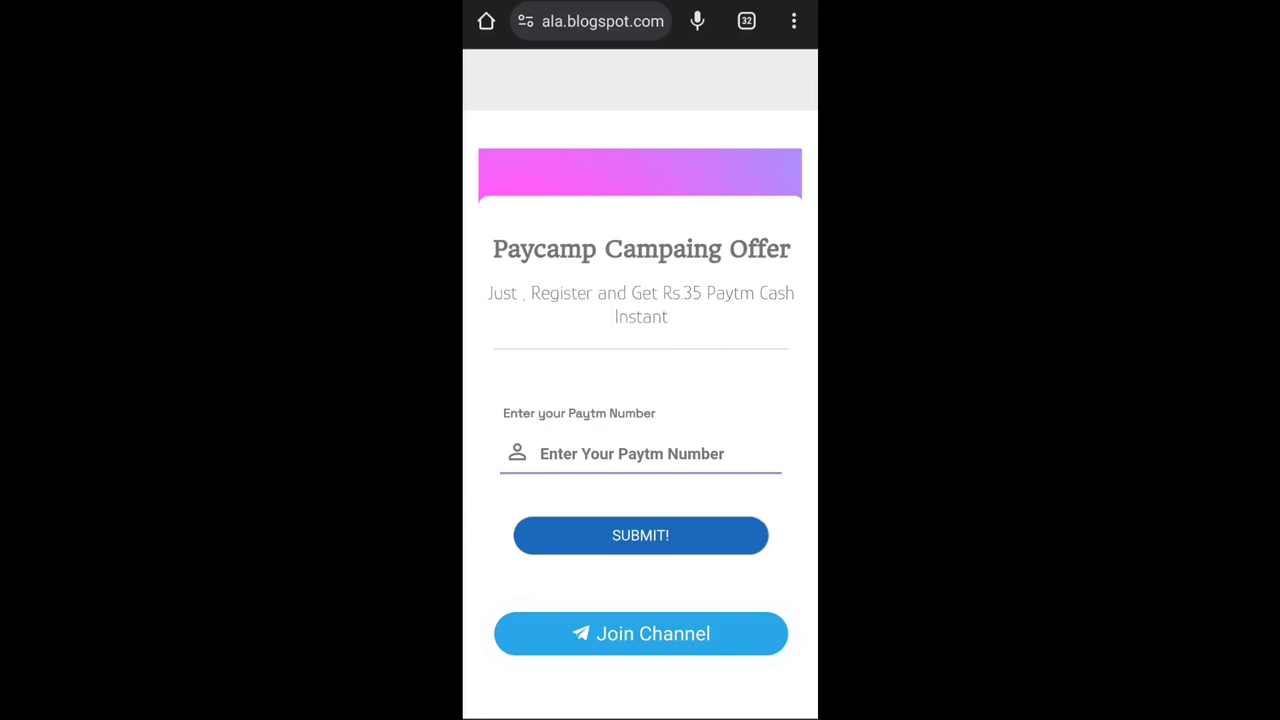 ala.blogspot.com
32
Paycamp Campaing Offer
Just , Register and Get Rs.35 Paytm Cash
Instant
Enter your Paytm Number
Enter Your Paytm Number
SUBMIT!
Join Channel